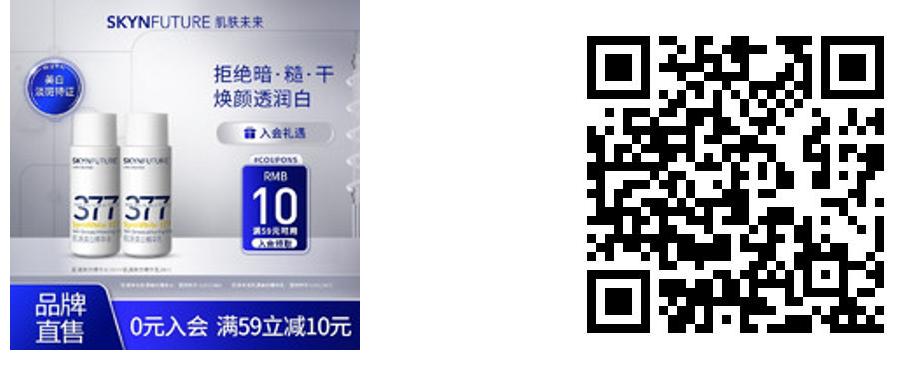 SKYNFUTURE 肌肤未来
美白
淡斑特证
拒绝暗·糙·干
焕颜透润白
入会礼遇
#COUPONS
RMB
10
满59元可用
入会领取
SKYNFUTURE
SKYNFUTURE
377
377
品牌
直售
0元入会 满59立减10元